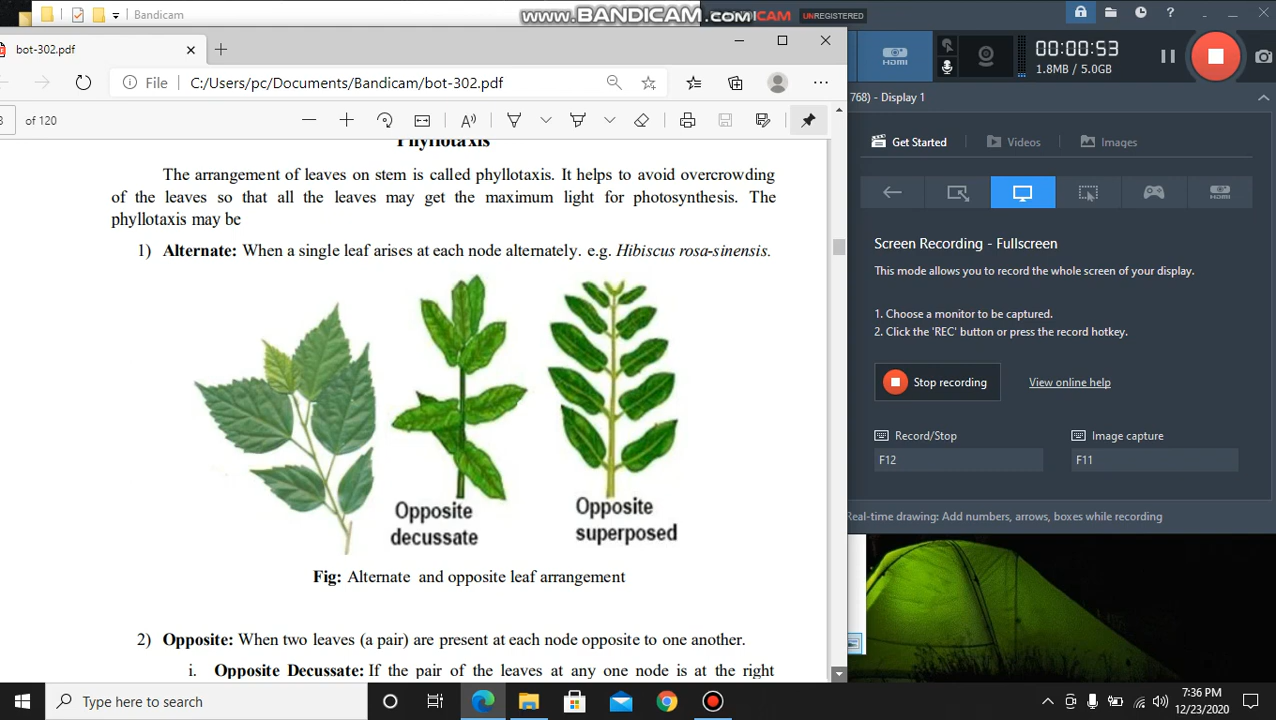 Bandicam
www.BANDICAM.com
UNREGISTERED
bot-302.pdf
File C:/Users/pc/Documents/Bandicam/bot-302.pdf
of 120
Phyllotaxis
The arrangement of leaves on stem is called phyllotaxis. It helps to avoid overcrowding
of the leaves so that all the leaves may get the maximum light for photosynthesis. The
phyllotaxis may be
1) Alternate: When a single leaf arises at each node alternately. e.g. Hibiscus rosa-sinensis.
Opposite
decussate
Opposite
superposed
Fig: Alternate and opposite leaf arrangement
2) Opposite: When two leaves (a pair) are present at each node opposite to one another.
i. Opposite Decussate: If the pair of the leaves at any one node is at the right
HDMI
00:00:53
1.8MB / 5.0GB
768) - Display 1
Get Started
Videos
Images
HDMI
Screen Recording - Fullscreen
This mode allows you to record the whole screen of your display.
1. Choose a monitor to be captured.
2. Click the 'REC' button or press the record hotkey.
Stop recording
View online help
Record/Stop
Image capture
F12
F11
Real-time drawing: Add numbers, arrows, boxes while recording
Type here to search
7:36 PM
12/23/2020